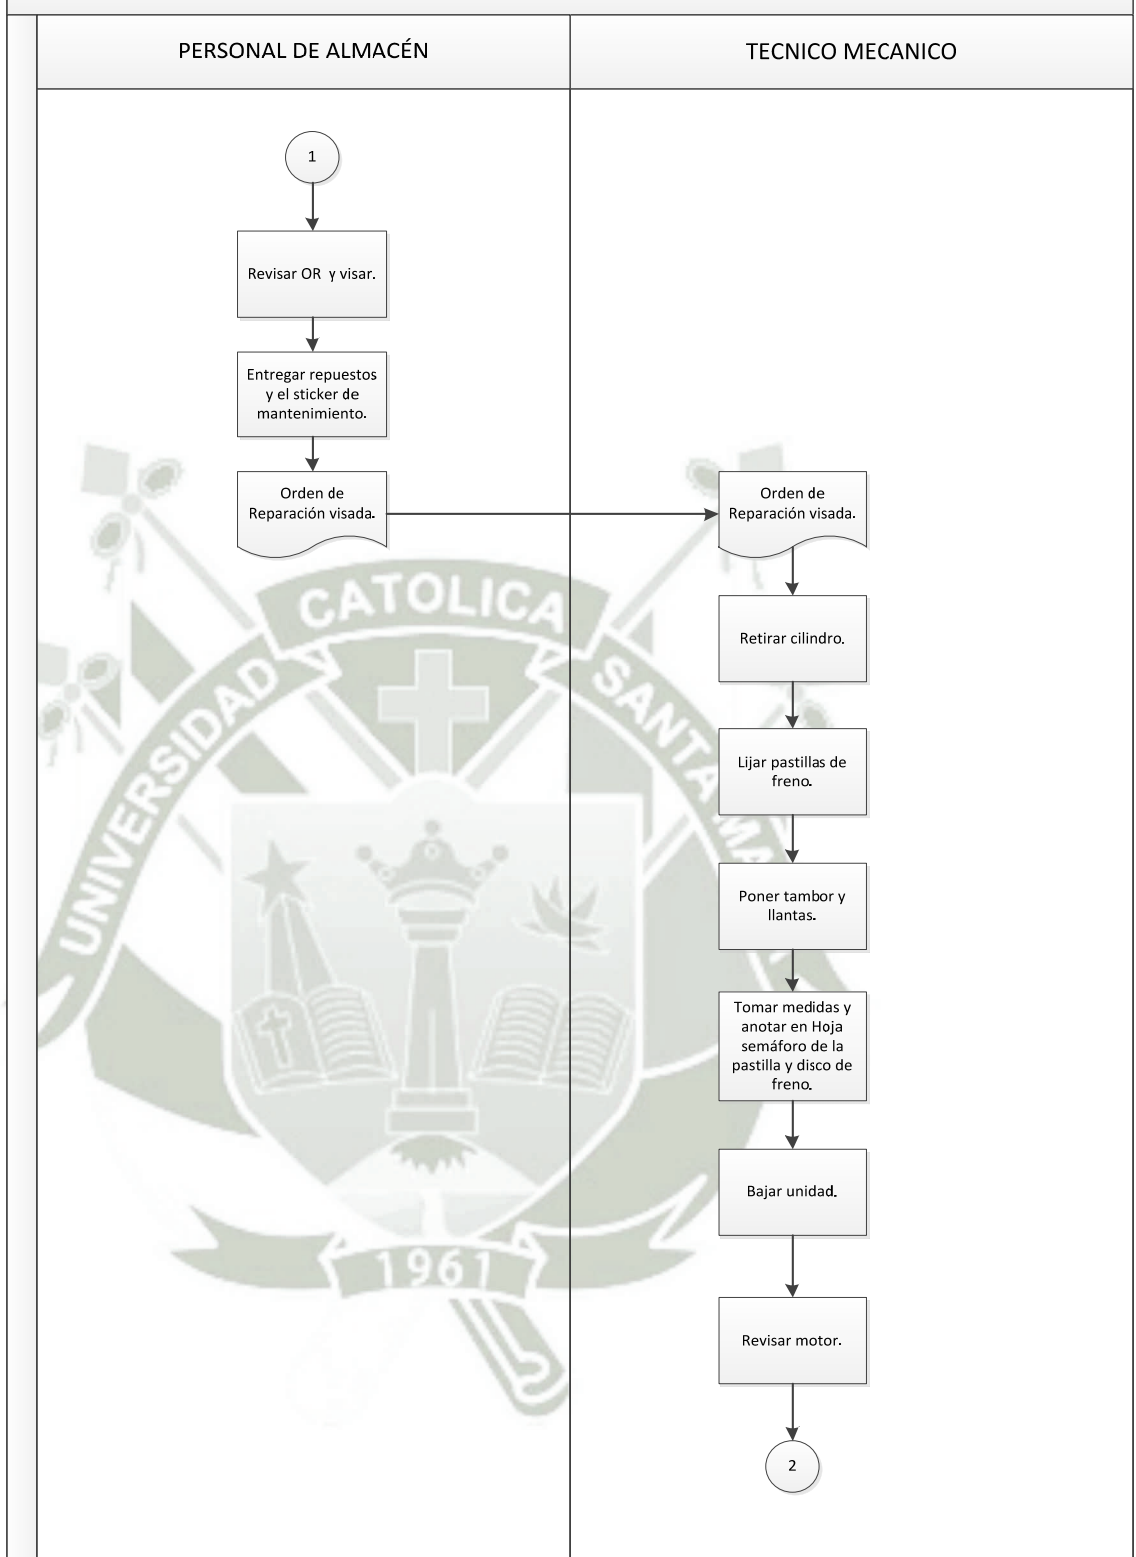 PERSONAL DE ALMACÉN
TECNICO MECANICO
1
Revisar OR y visar.
Entregar repuestos
y el sticker de
mantenimiento.
Orden de
Reparación visada.
Orden de
Reparación visada.
Retirar cilindro.
Lijar pastillas de
freno.
Poner tambor y
llantas.
Tomar medidas y
anotar en Hoja
semáforo de la
pastilla y disco de
freno.
Bajar unidad.
Revisar motor.
2
UNIVERSIDAD CATOLICA SANTA MA
1961